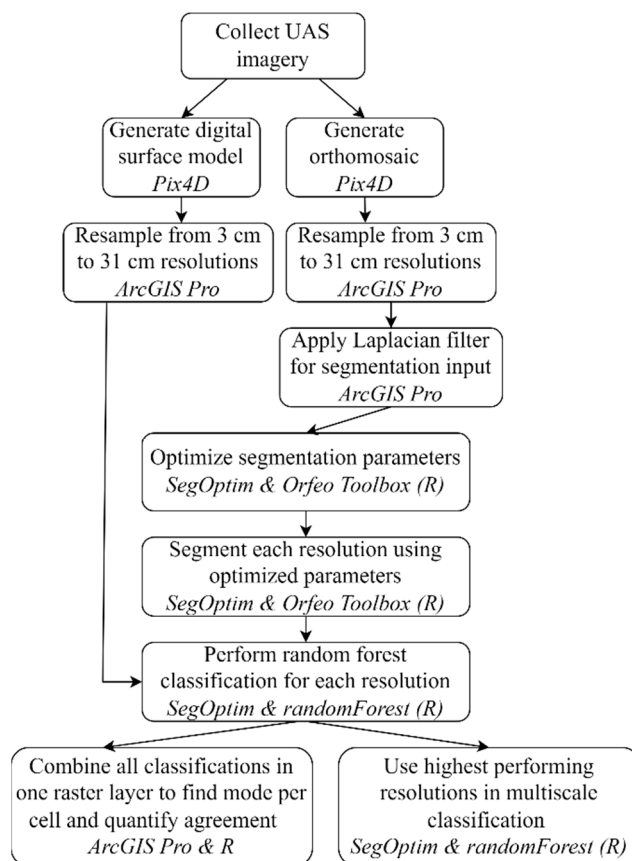 Collect UAS
imagery
Generate digital
surface model
Pix4D
Generate
orthomosaic
Pix4D
Resample from 3 cm
to 31 cm resolutions
ArcGIS Pro
Resample from 3 cm
to 31 cm resolutions
ArcGIS Pro
Apply Laplacian filter
for segmentation input
ArcGIS Pro
Optimize segmentation parameters
SegOptim & Orfeo Toolbox (R)
Segment each resolution using
optimized parameters
SegOptim & Orfeo Toolbox (R)
Perform random forest
classification for each resolution
SegOptim & randomForest (R)
Combine all classifications in
one raster layer to find mode per
cell and quantify agreement
ArcGIS Pro & R
Use highest performing
resolutions in multiscale
classification
SegOptim & randomForest (R)